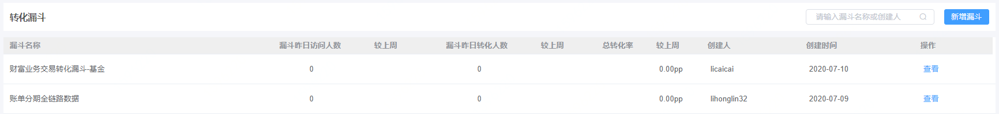 转化漏斗 请输入漏斗名称或创建人 新增漏斗
漏斗名称 漏斗昨日访问人数 较上周 漏斗昨日转化人数 较上周 总转化率 较上周 创建人 创建时间 操作
财富业务交易转化漏斗-基金 0 0 0.00pp licaicai 2020-07-10 查看
账单分期全链路数据 0 0 0.00pp lihonglin32 2020-07-09 查看